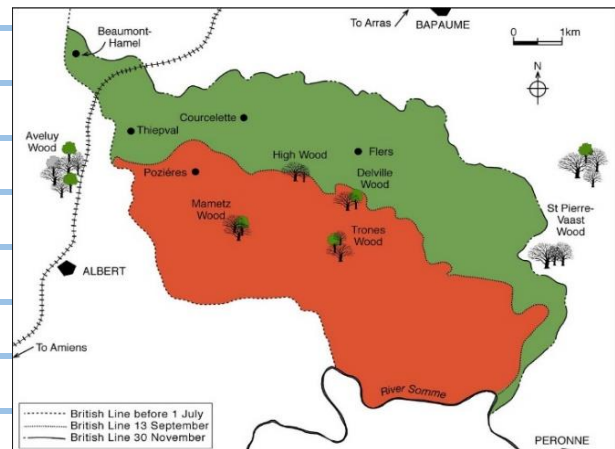 To Arras
BAPAUME
0 1km
N
Beaumont-
Hamel
Courcelette
Thiepval
Aveluy
Wood
High Wood
Flers
Poziéres
Delville
Wood
Mametz
Wood
Trones
Wood
St Pierre-
Vaast
Wood
ALBERT
To Amiens
River Somme
British Line before 1 July
British Line 13 September
British Line 30 November
PERONNE